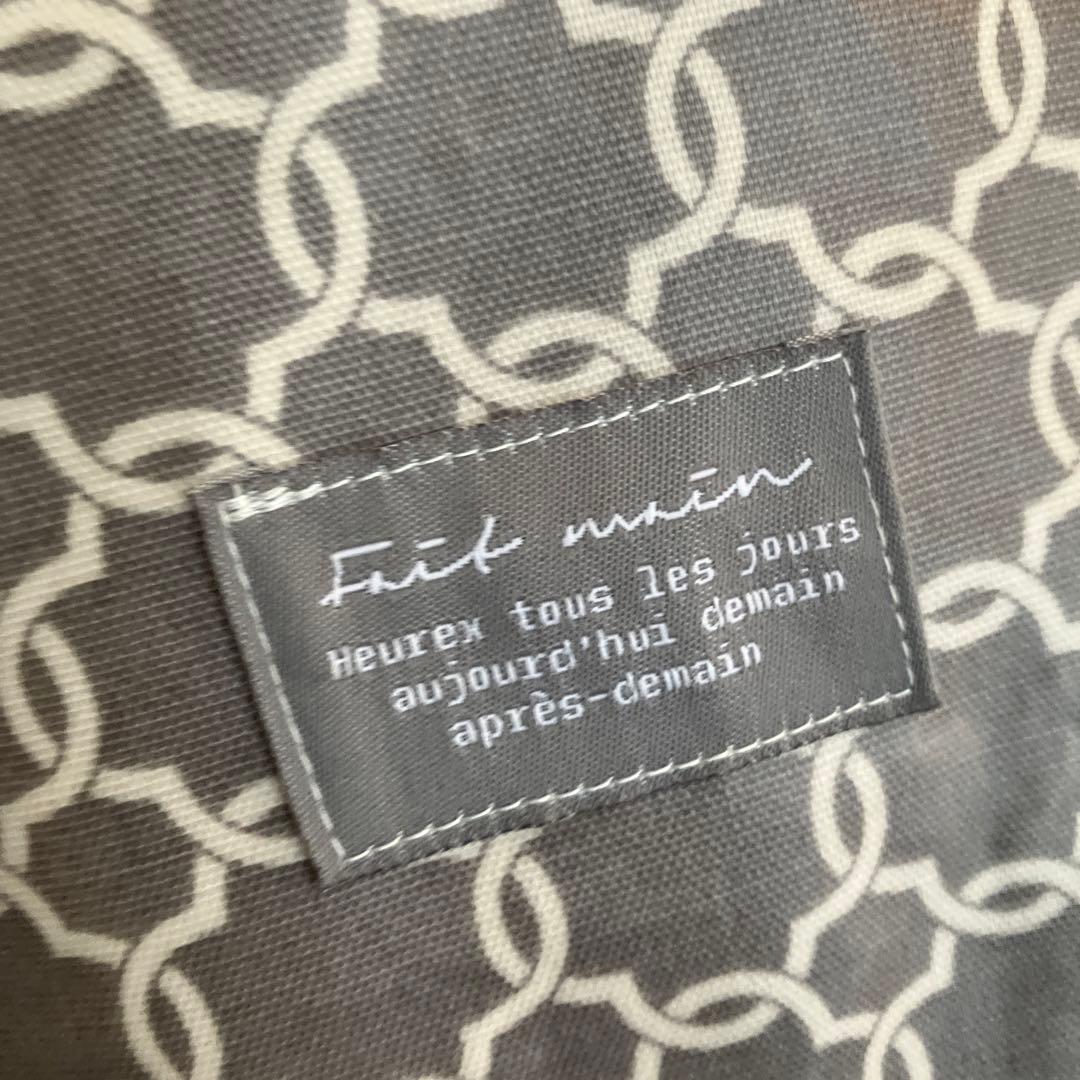 Fait main
Heurex tous les jours
aujourd'hui demain
après-demain